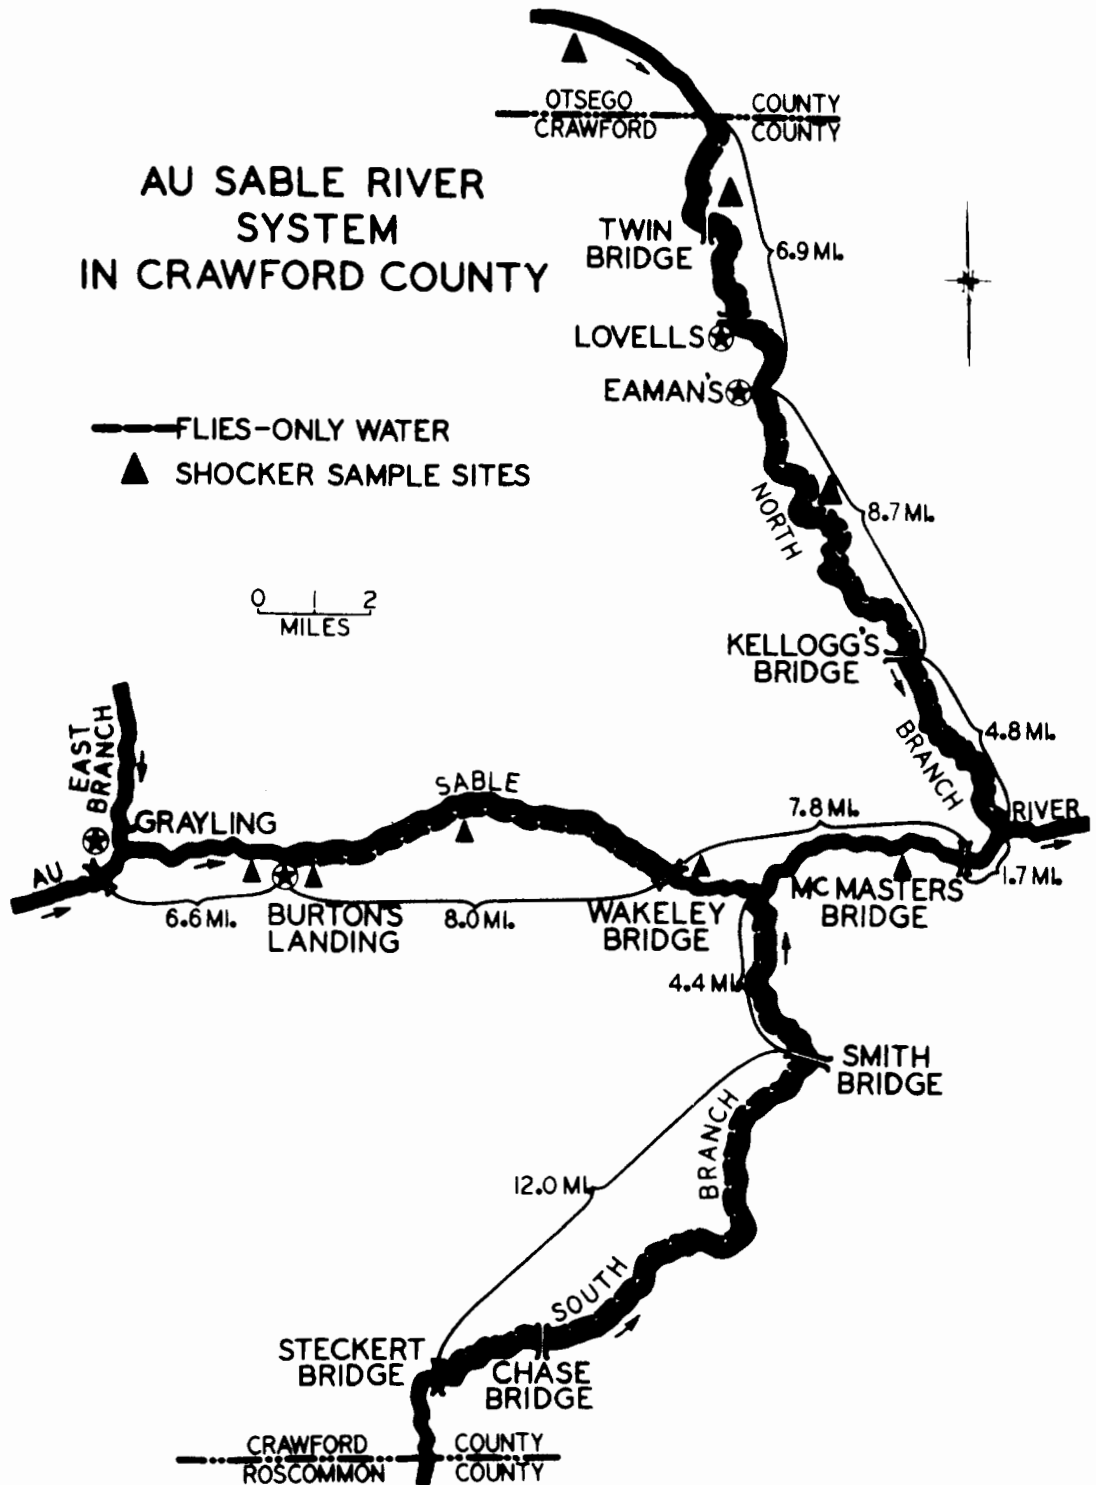 OTSEGO COUNTY
CRAWFORD COUNTY
AU SABLE RIVER
SYSTEM
IN CRAWFORD COUNTY
TWIN
BRIDGE
6.9 MI.
N
LOVELLS
EAMAN'S
FLIES-ONLY WATER
SHOCKER SAMPLE SITES
NORTH
8.7 MI.
0 1 2
MILES
KELLOGG'S
BRIDGE
BRANCH
4.8 MI.
EAST
BRANCH
SABLE
7.8 MI.
RIVER
GRAYLING
AU
6.6 MI.
BURTON'S
LANDING
8.0 MI.
WAKELEY
BRIDGE
MC MASTERS
BRIDGE
1.7 MI.
4.4 MI.
SMITH
BRIDGE
BRANCH
12.0 MI.
SOUTH
STECKERT
BRIDGE
CHASE
BRIDGE
CRAWFORD COUNTY
ROSCOMMON COUNTY